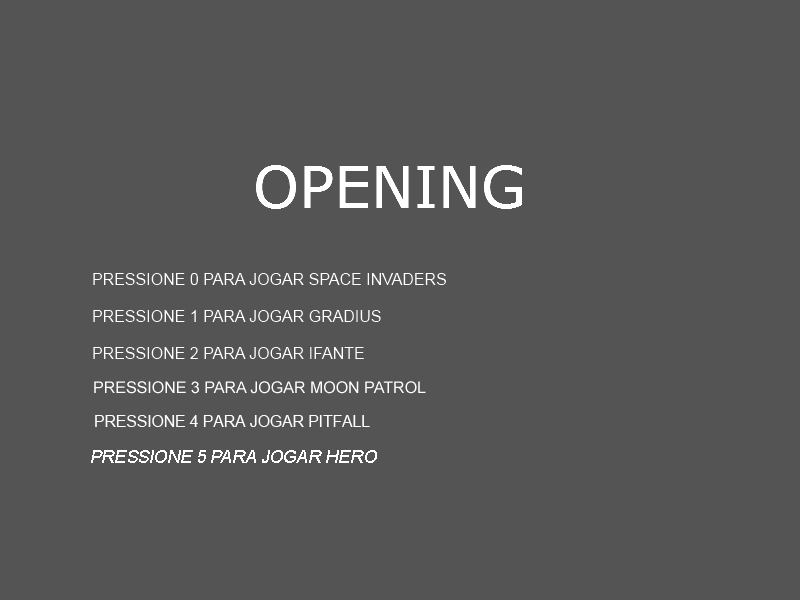 OPENING
PRESSIONE 0 PARA JOGAR SPACE INVADERS
PRESSIONE 1 PARA JOGAR GRADIUS
PRESSIONE 2 PARA JOGAR IFANTE
PRESSIONE 3 PARA JOGAR MOON PATROL
PRESSIONE 4 PARA JOGAR PITFALL
PRESSIONE 5 PARA JOGAR HERO